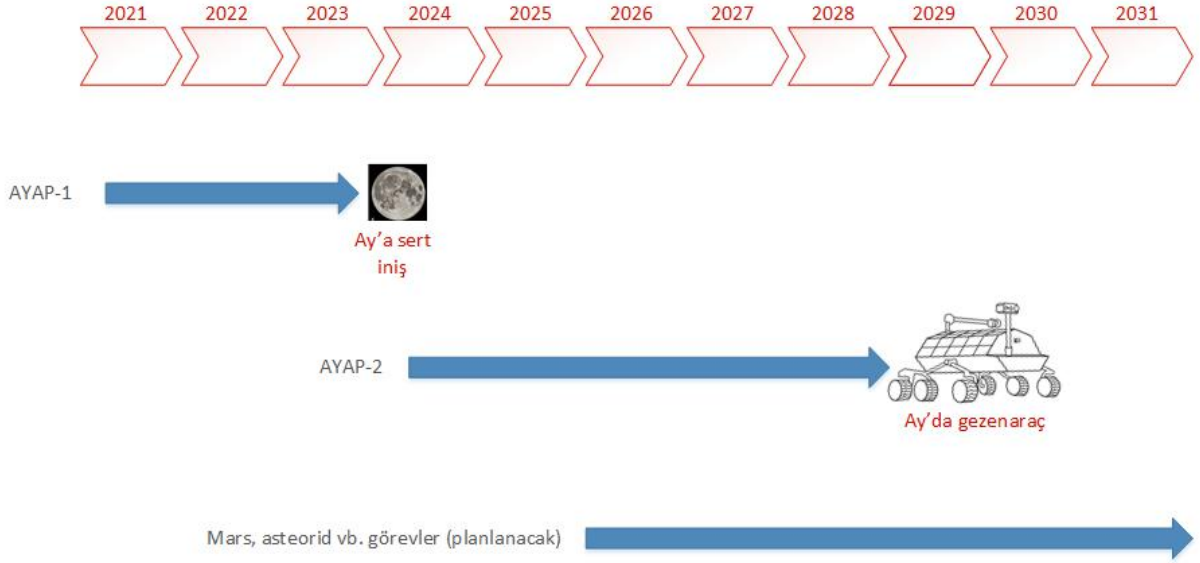 2021 2022 2023 2024 2025 2026 2027 2028 2029 2030 2031
AYAP-1
Ay’a sert
iniş
AYAP-2
Ay’da gezenaraç
Mars, asteorid vb. görevler (planlanacak)